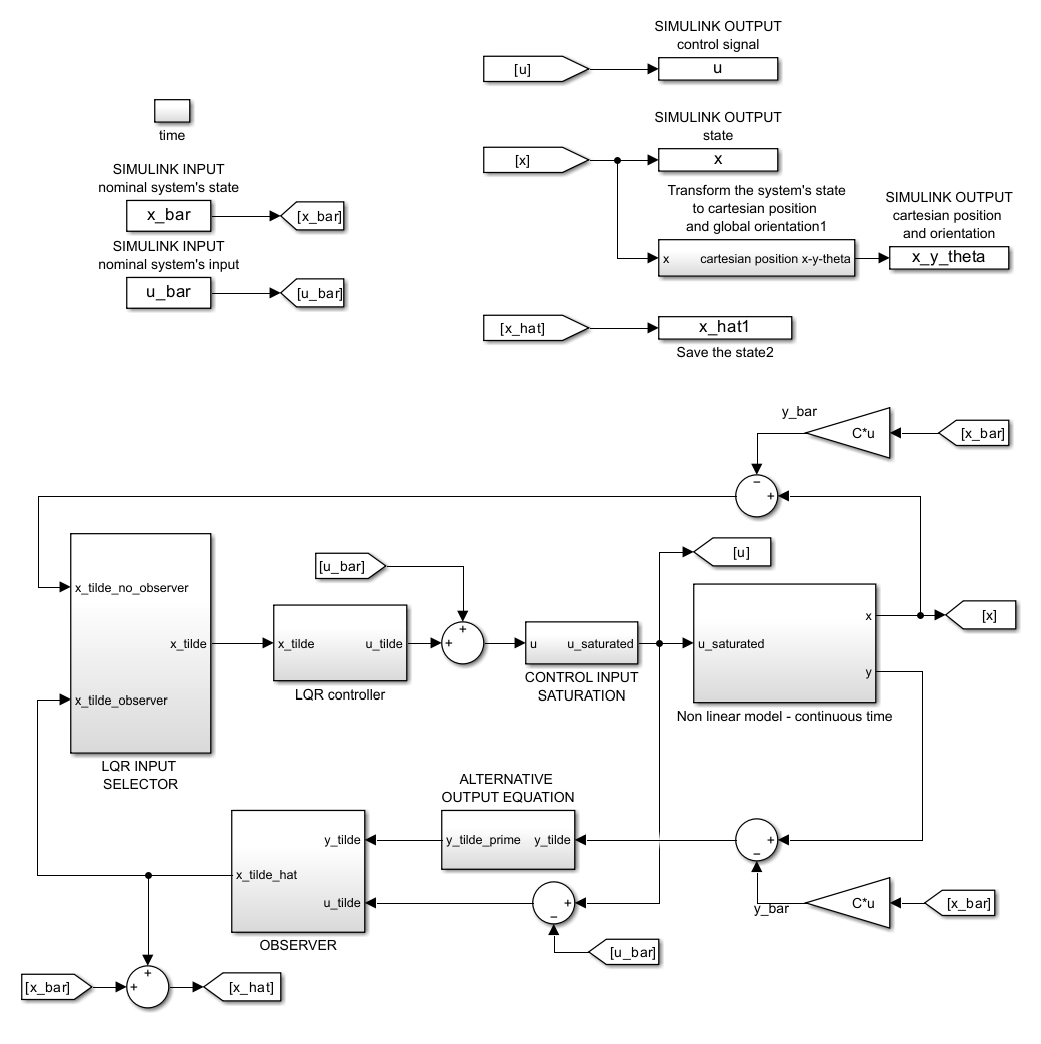 SIMULINK OUTPUT
control signal
[u]
u
time
SIMULINK OUTPUT
state
[x]
x
SIMULINK INPUT
nominal system's state
x_bar
[x_bar]
Transform the system's state
to cartesian position
and global orientation1
x
cartesian position x-y-theta
SIMULINK OUTPUT
cartesian position
and orientation
x_y_theta
SIMULINK INPUT
nominal system's input
u_bar
[u_bar]
[x_hat]
x_hat1
Save the state2
y_bar
C*u
[x_bar]
−
+
[u]
[u_bar]
x_tilde_no_observer
x_tilde
x_tilde_observer
LQR INPUT
SELECTOR
x_tilde
u_tilde
LQR controller
+
+
u
u_saturated
CONTROL INPUT
SATURATION
u_saturated
x
y
Non linear model - continuous time
[x]
ALTERNATIVE
OUTPUT EQUATION
y_tilde_prime
y_tilde
+
−
y_tilde
x_tilde_hat
u_tilde
OBSERVER
+
−
[u_bar]
y_bar
C*u
[x_bar]
[x_bar]
+
+
[x_hat]